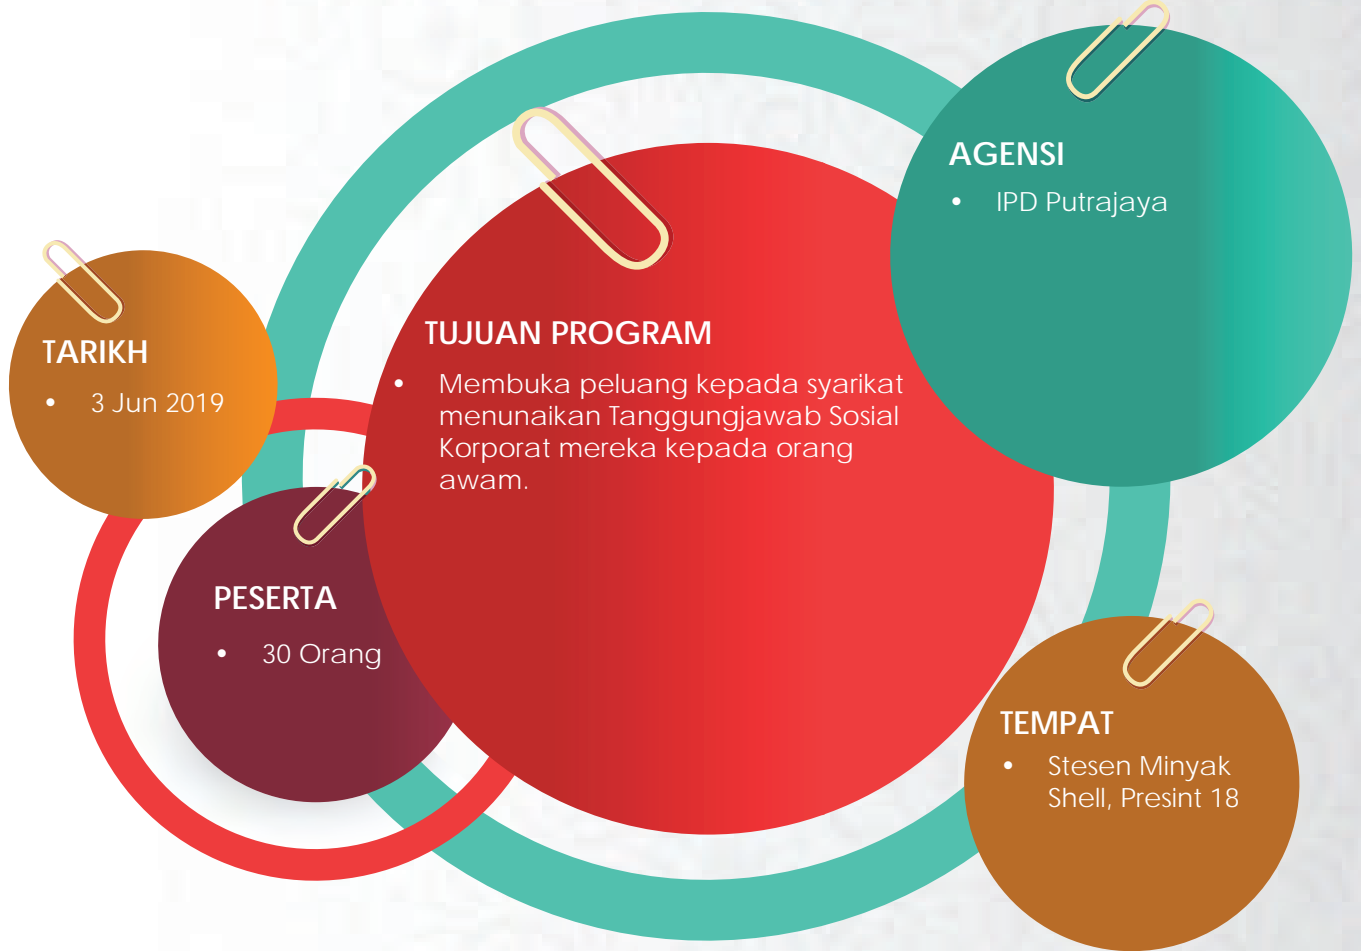 TARIKH
• 3 Jun 2019
PESERTA
• 30 Orang
TUJUAN PROGRAM
• Membuka peluang kepada syarikat
menunaikan Tanggungjawab Sosial
Korporat mereka kepada orang
awam.
AGENSI
• IPD Putrajaya
TEMPAT
• Stesen Minyak
Shell, Presint 18